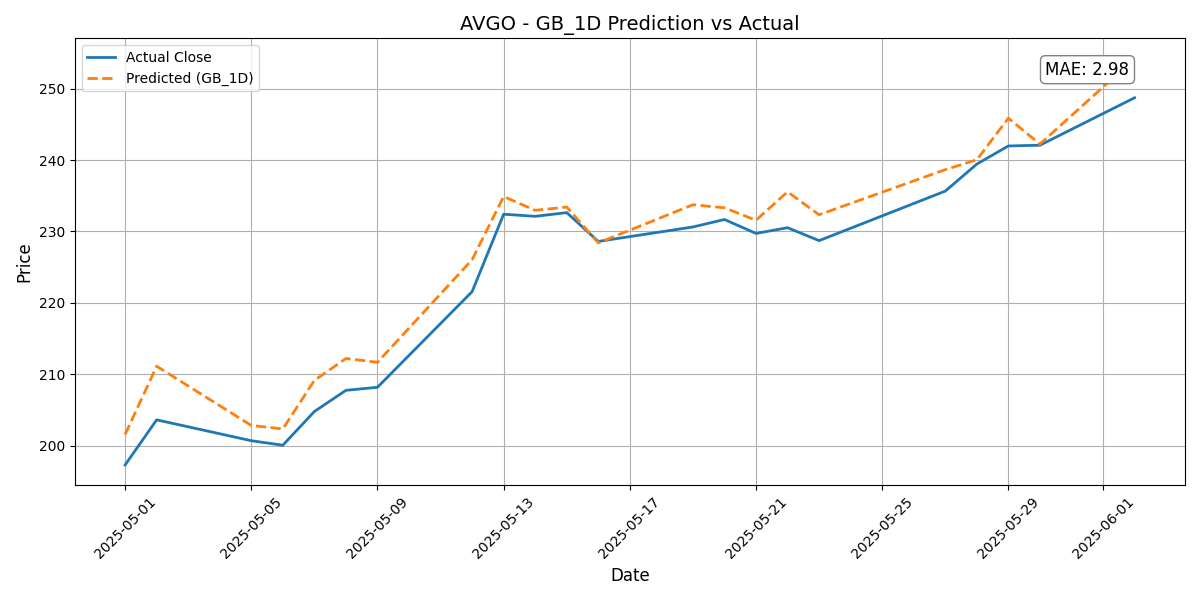 AVGO - GB_1D Prediction vs Actual
Actual Close
Predicted (GB_1D)
MAE: 2.98
Price
250
240
230
220
210
200
2025-05-01
2025-05-05
2025-05-09
2025-05-13
2025-05-17
2025-05-21
2025-05-25
2025-05-29
2025-06-01
Date